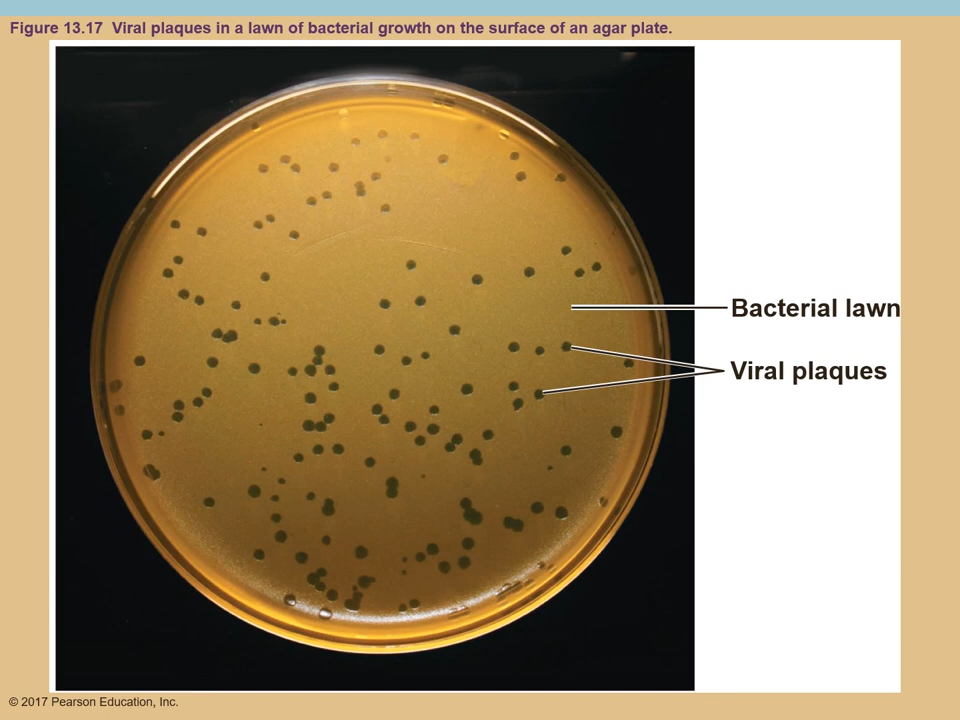 Figure 13.17 Viral plaques in a lawn of bacterial growth on the surface of an agar plate.
Bacterial lawn
Viral plaques
© 2017 Pearson Education, Inc.